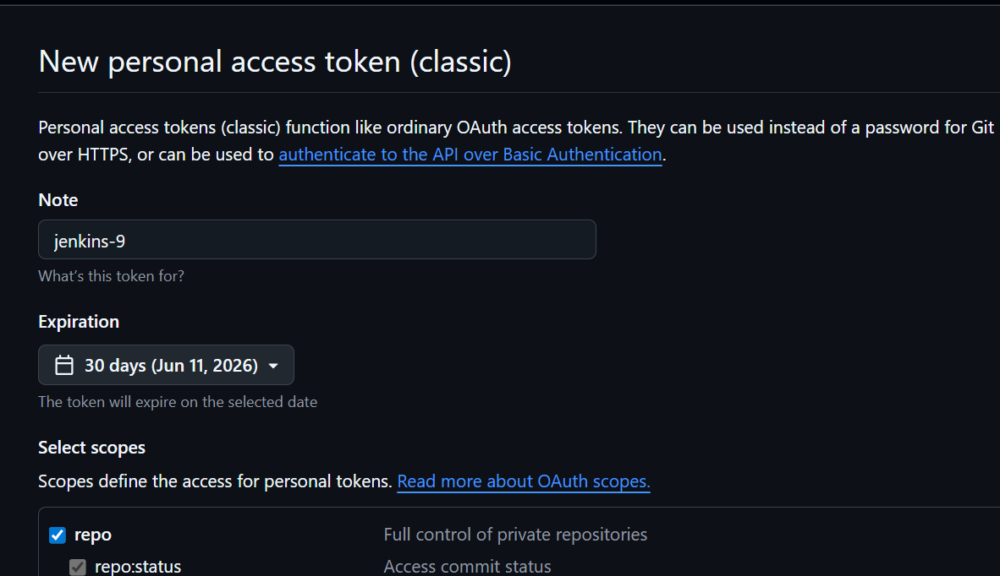 New personal access token (classic)
Personal access tokens (classic) function like ordinary OAuth access tokens. They can be used instead of a password for Git
over HTTPS, or can be used to authenticate to the API over Basic Authentication.
Note
jenkins-9
What’s this token for?
Expiration
30 days (Jun 11, 2026)
The token will expire on the selected date
Select scopes
Scopes define the access for personal tokens. Read more about OAuth scopes.
repo Full control of private repositories
repo:status Access commit status